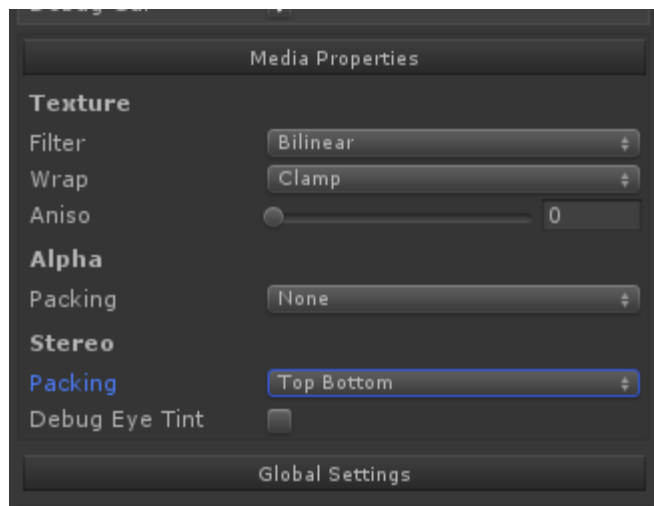 Media Properties
Texture
Filter Bilinear
Wrap Clamp
Aniso 0
Alpha
Packing None
Stereo
Packing Top Bottom
Debug Eye Tint
Global Settings